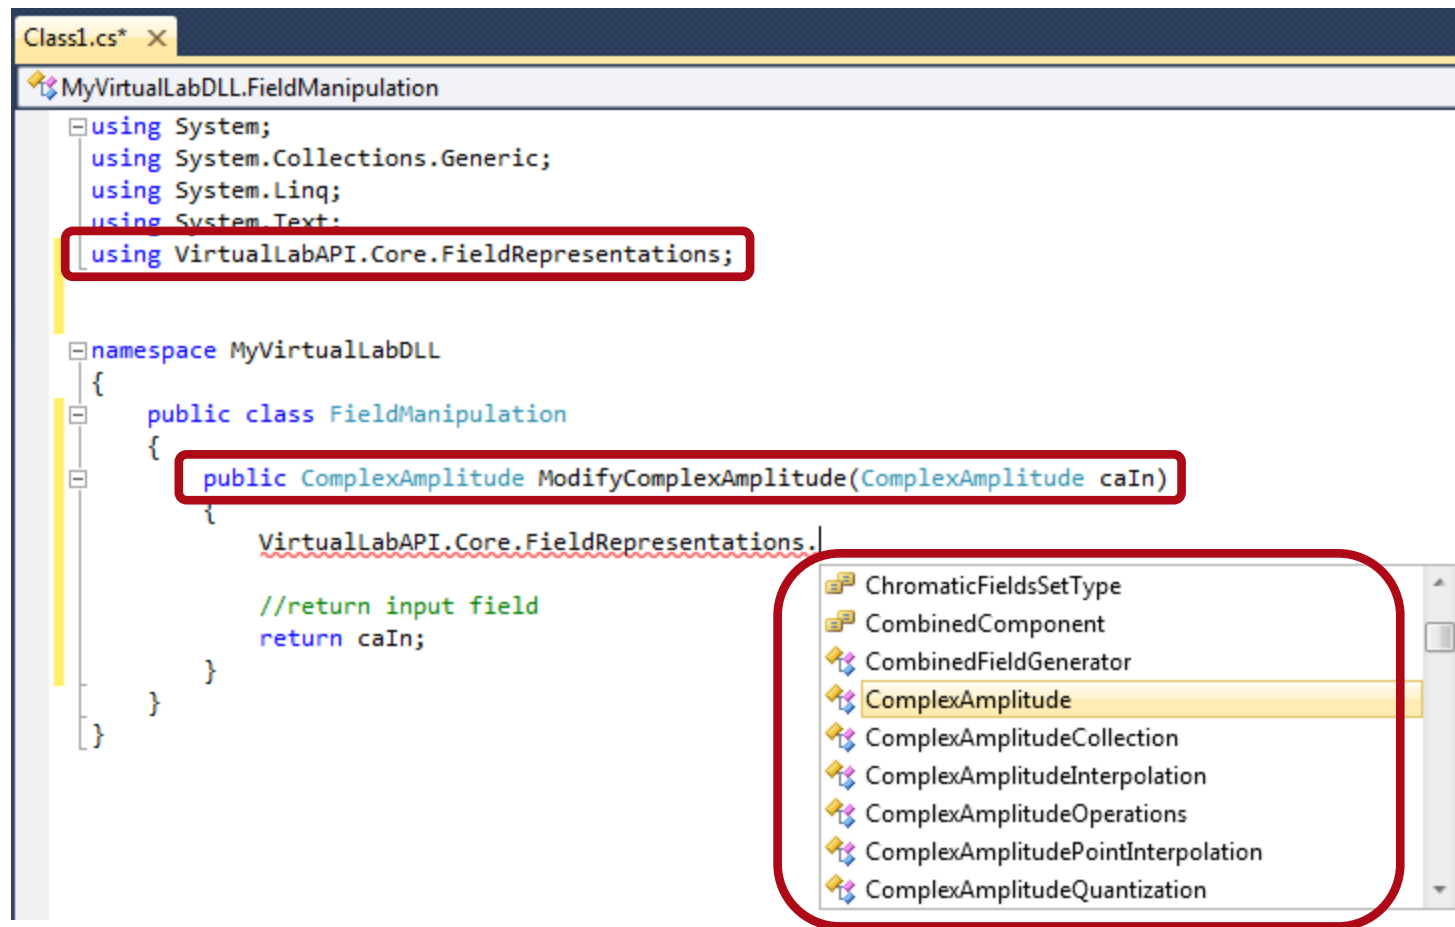 Class1.cs*
MyVirtualLabDLL.FieldManipulation
using System;
using System.Collections.Generic;
using System.Linq;
using System.Text;
using VirtualLabAPI.Core.FieldRepresentations;
namespace MyVirtualLabDLL
{
public class FieldManipulation
{
public ComplexAmplitude ModifyComplexAmplitude(ComplexAmplitude caIn)
{
VirtualLabAPI.Core.FieldRepresentations.
//return input field
return caIn;
}
}
}
ChromaticFieldsSetType
CombinedComponent
CombinedFieldGenerator
ComplexAmplitude
ComplexAmplitudeCollection
ComplexAmplitudeInterpolation
ComplexAmplitudeOperations
ComplexAmplitudePointInterpolation
ComplexAmplitudeQuantization